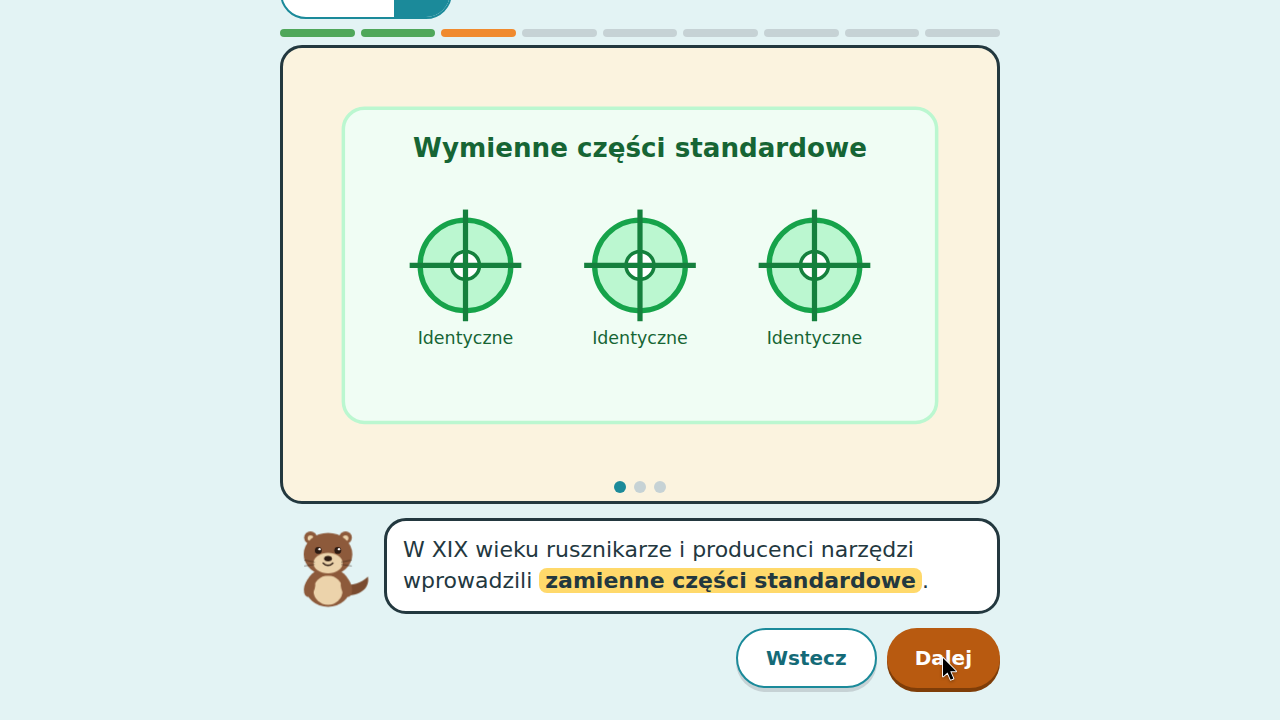 Wymienne części standardowe
Identyczne Identyczne Identyczne
W XIX wieku rusznikarze i producenci narzędzi
wprowadzili zamienne części standardowe.
Wstecz Dalej